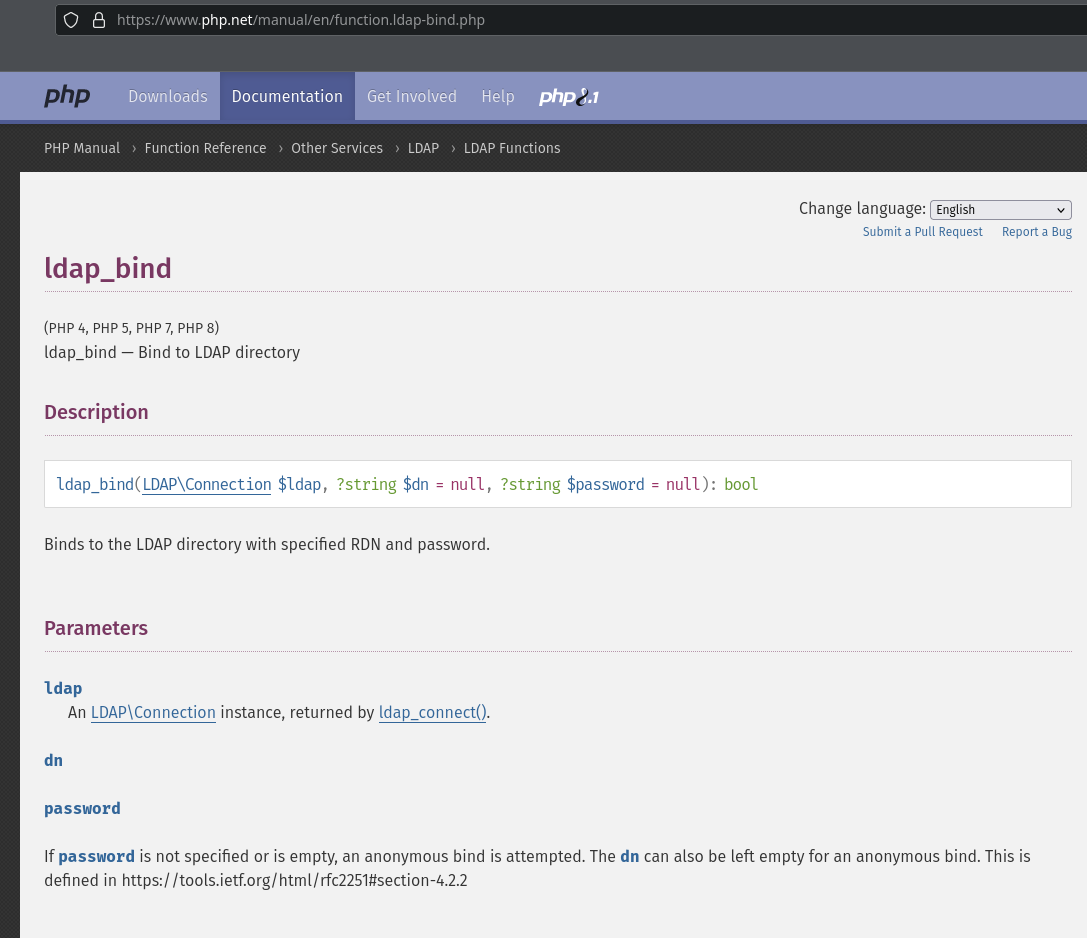 https://www.php.net/manual/en/function.ldap-bind.php
php Downloads Documentation Get Involved Help php8.1
PHP Manual › Function Reference › Other Services › LDAP › LDAP Functions
Change language: English
Submit a Pull Request Report a Bug
ldap_bind
(PHP 4, PHP 5, PHP 7, PHP 8)
ldap_bind — Bind to LDAP directory
Description
ldap_bind(LDAP\Connection $ldap, ?string $dn = null, ?string $password = null): bool
Binds to the LDAP directory with specified RDN and password.
Parameters
ldap
An LDAP\Connection instance, returned by ldap_connect().
dn
password
If password is not specified or is empty, an anonymous bind is attempted. The dn can also be left empty for an anonymous bind. This is
defined in https://tools.ietf.org/html/rfc2251#section-4.2.2